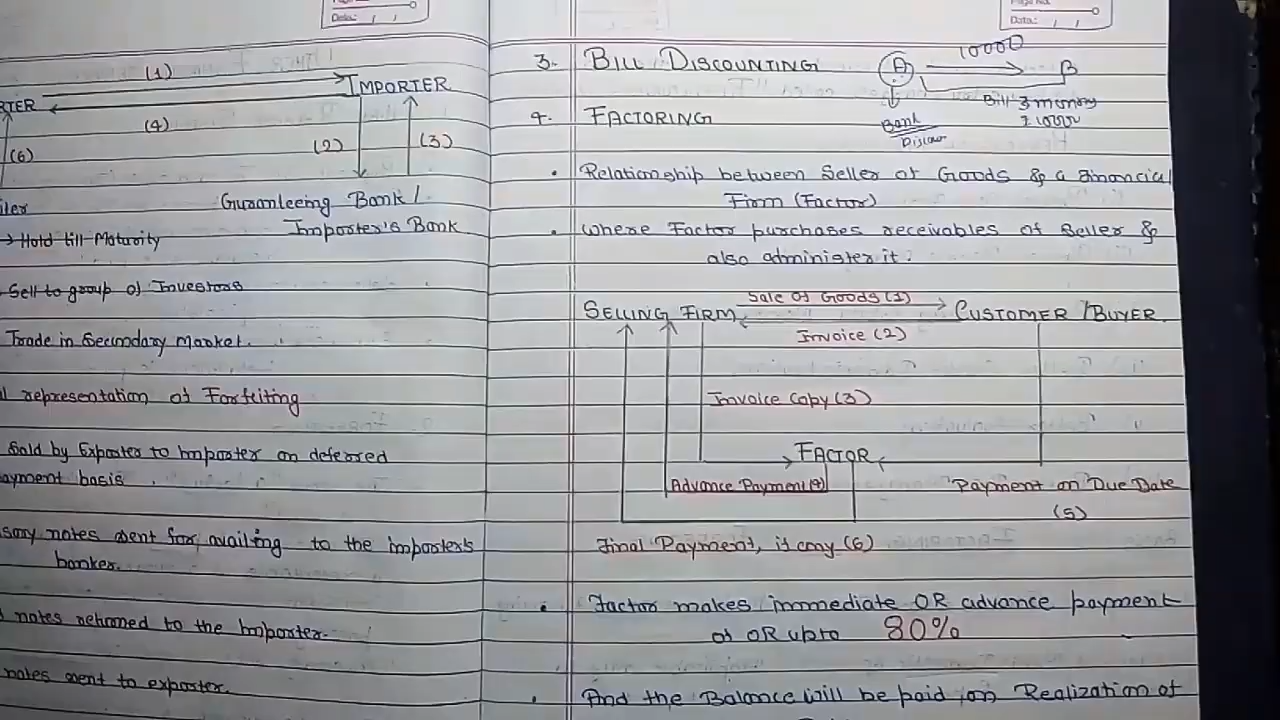 Data: / /
(1)
IMPORTER
RTER
(4)
(6)
(2)
(3)
Guranteeing Bank /
Importer's Bank
→ Hold till Maturity
Sell to group of Investors
Trade in Secondary Market.
representation of Forfeiting
Sold by Exporter to Importer on deferred
ayment basis
sory notes sent for availing to the importer's
banker.
notes returned to the Importer.
notes sent to exporter.
Data: / /
3. BILL DISCOUNTING
A
10000
B
Bank
4. FACTORING
• Relationship between Seller of Goods & a Financial
Firm (Factor)
• Where Factor purchases receivables of Seller &
also administer it.
SELLING FIRM
Sale of Goods (1)
CUSTOMER / BUYER
Invoice (2)
Invoice Copy (3)
FACTOR
Advance Payment (4)
Payment on Due Date
(5)
Final Payment, if any (6)
• Factor makes immediate OR advance payment
of OR upto 80%
• And the Balance will be paid on Realization of